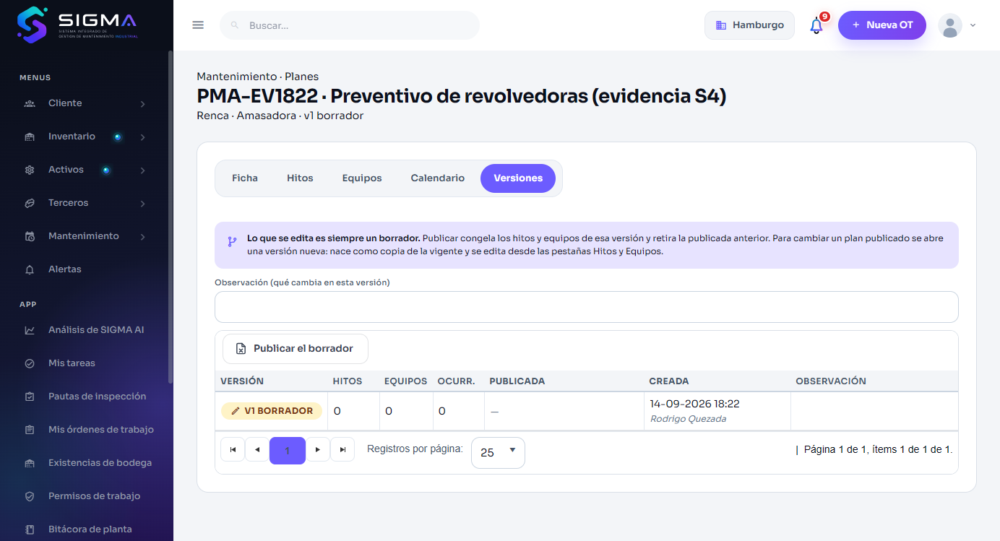 SIGMA
SISTEMA INTEGRADO DE
GESTIÓN DE MANTENIMIENTO INDUSTRIAL
Buscar...
Hamburgo
9
+ Nueva OT
MENUS
Cliente
Inventario
Activos
Terceros
Mantenimiento
Alertas
APP
Análisis de SIGMA AI
Mis tareas
Pautas de inspección
Mis órdenes de trabajo
Existencias de bodega
Permisos de trabajo
Bitácora de planta
Mantenimiento · Planes
PMA-EV1822 · Preventivo de revolvedoras (evidencia S4)
Renca · Amasadora · v1 borrador
Ficha Hitos Equipos Calendario Versiones
Lo que se edita es siempre un borrador. Publicar congela los hitos y equipos de esa versión y retira la publicada anterior. Para cambiar un plan publicado se abre
una versión nueva: nace como copia de la vigente y se edita desde las pestañas Hitos y Equipos.
Observación (qué cambia en esta versión)
Publicar el borrador
VERSIÓN HITOS EQUIPOS OCURR. PUBLICADA CREADA OBSERVACIÓN
V1 BORRADOR 0 0 0 — 14-09-2026 18:22
Rodrigo Quezada
1 Registros por página: 25 | Página 1 de 1, ítems 1 de 1 de 1.